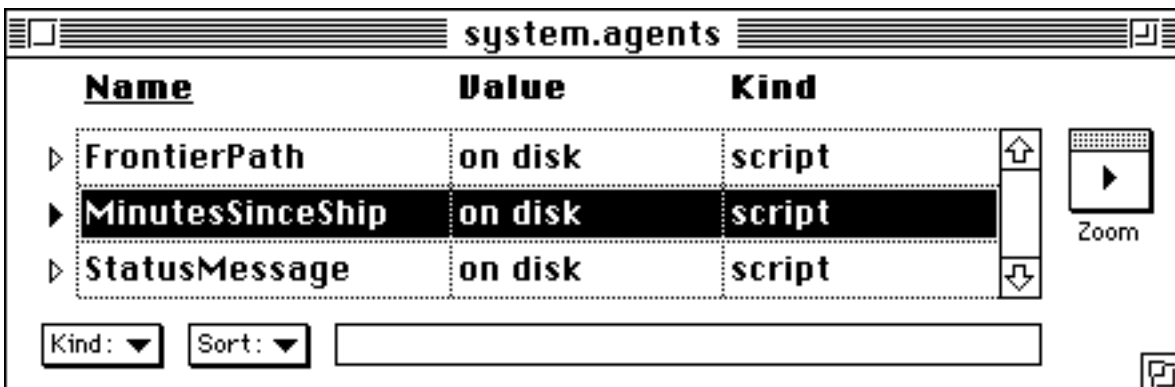 system.agents
Name Value Kind
FrontierPath on disk script
MinutesSinceShip on disk script
StatusMessage on disk script
Zoom
Kind: Sort: